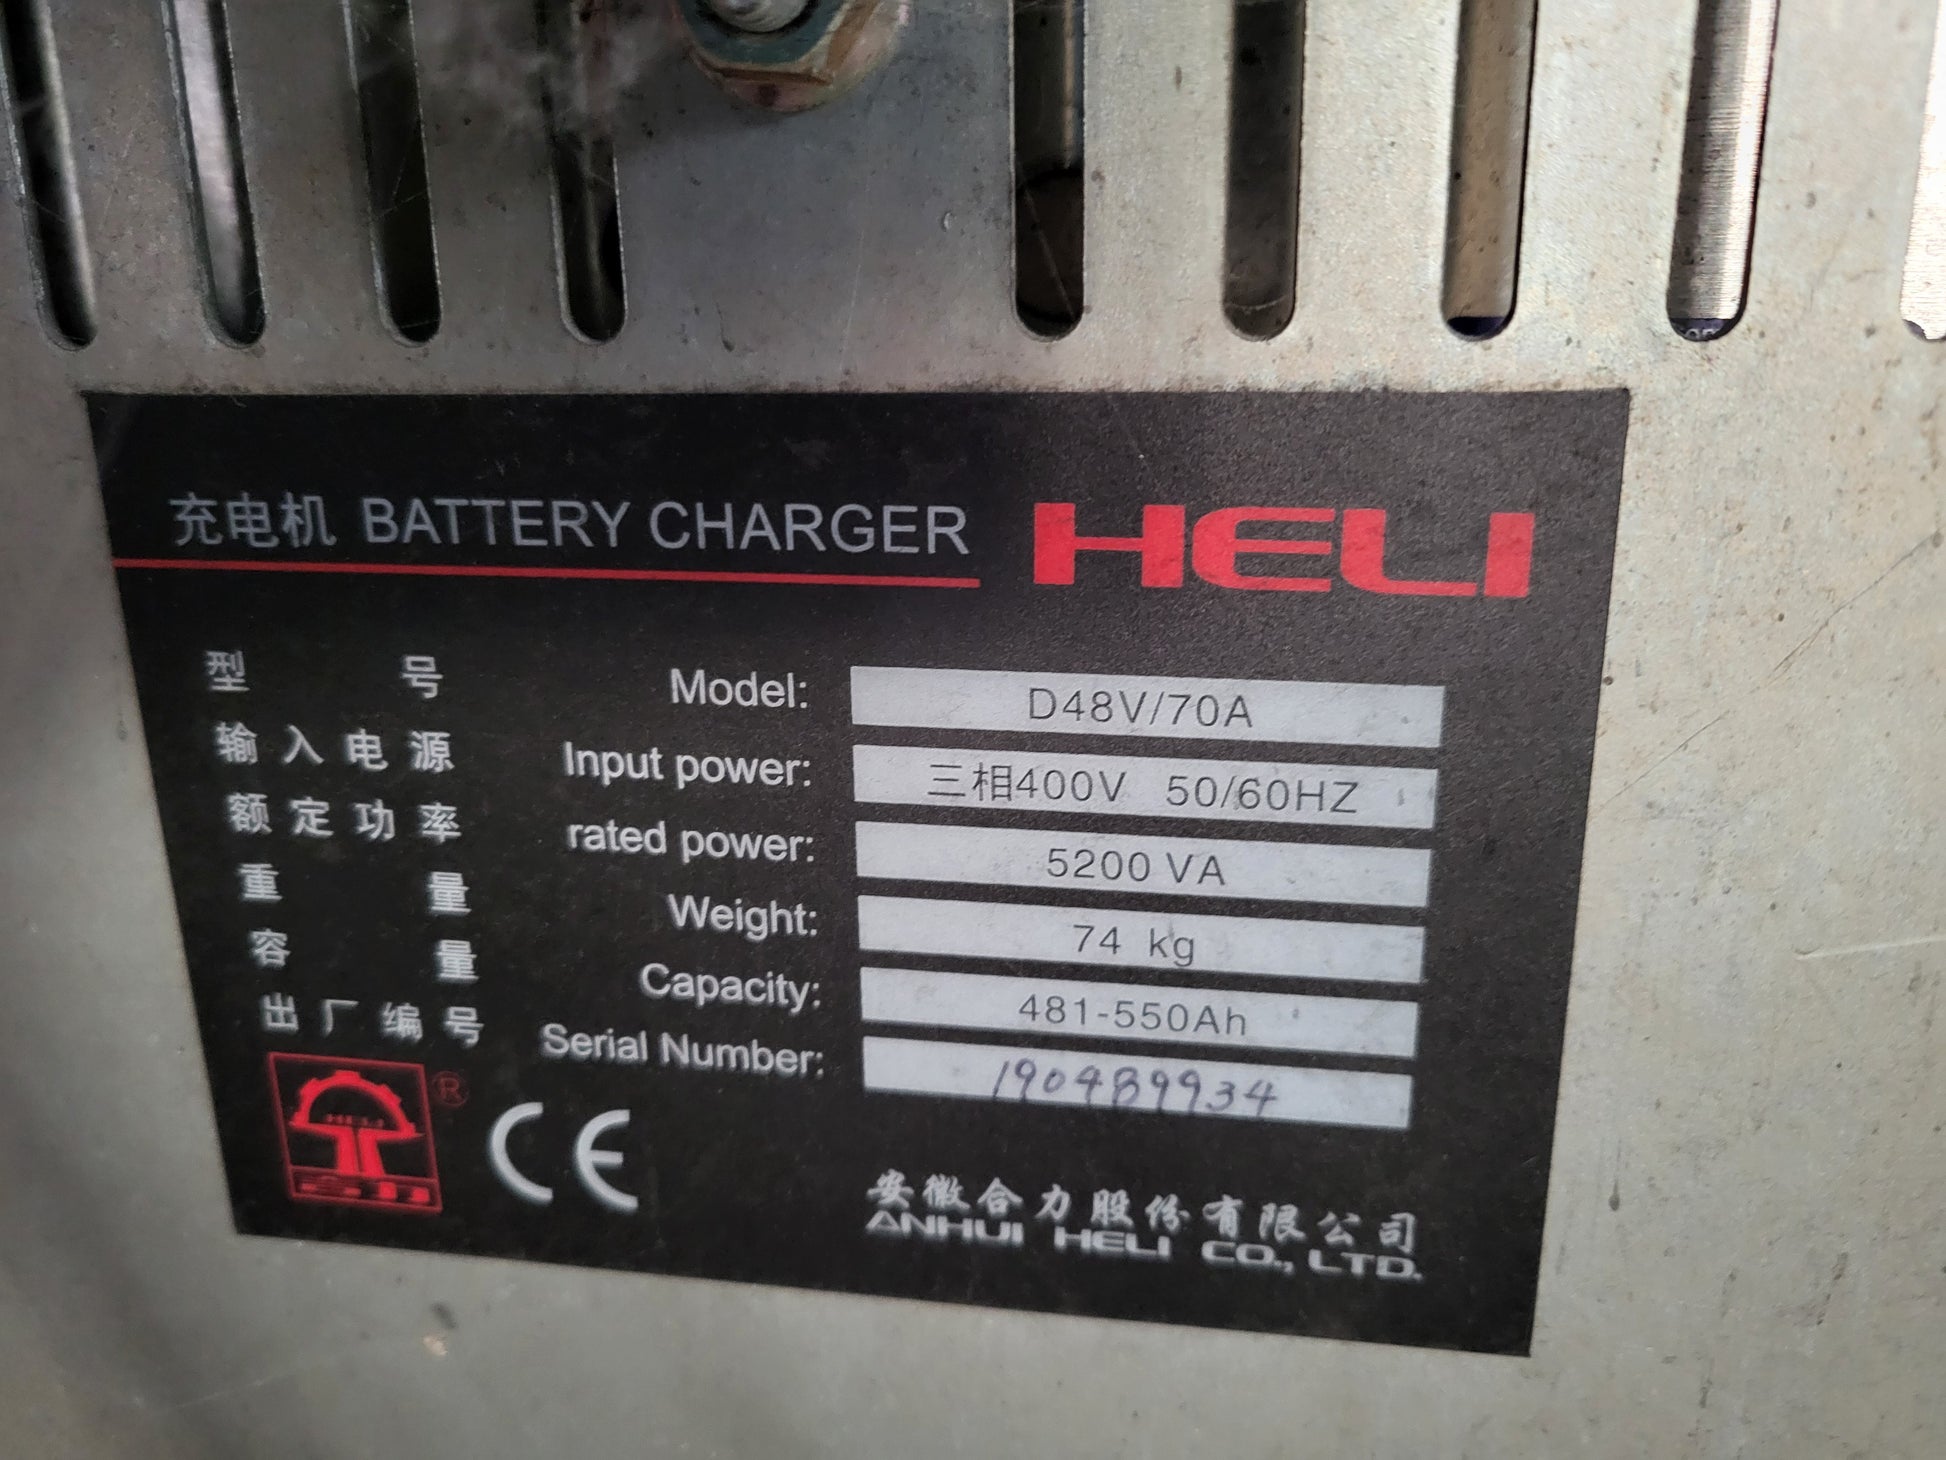 充电机 BATTERY CHARGER HELI
型号 Model: D48V/70A
输入电源 Input power: 三相400V 50/60HZ
额定功率 rated power: 5200 VA
重量 Weight: 74 kg
容量 Capacity: 481-550Ah
出厂编号 Serial Number: 190489934
HELI ®
合力
CE
安徽合力股份有限公司
ANHUI HELI CO., LTD.